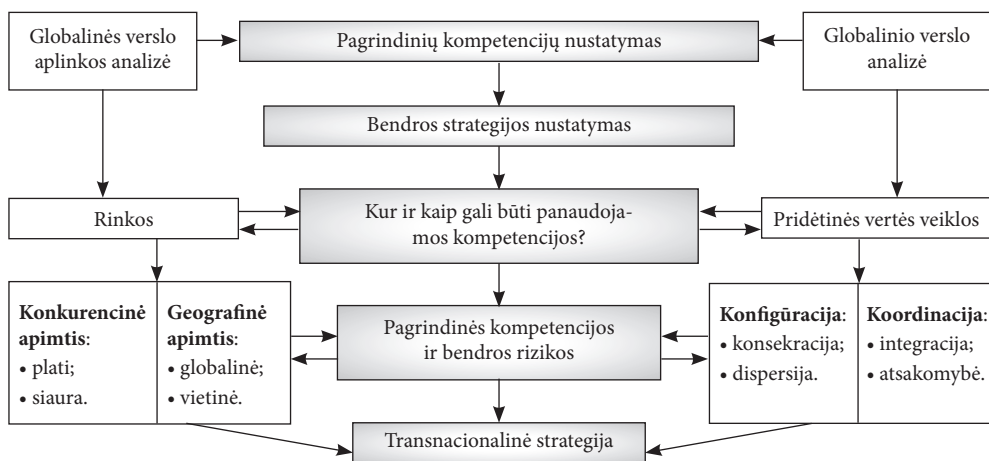 Globalinės verslo
aplinkos analizė
Pagrindinių kompetencijų nustatymas
Globalinio verslo
analizė
Bendros strategijos nustatymas
Rinkos
Kur ir kaip gali būti panaudoja-
mos kompetencijos?
Pridėtinės vertės veiklos
Konkurencinė
apimtis:
• plati;
• siaura.
Geografinė
apimtis:
• globalinė;
• vietinė.
Pagrindinės kompetencijos
ir bendros rizikos
Konfigūracija:
• konsekracija;
• dispersija.
Koordinacija:
• integracija;
• atsakomybė.
Transnacionalinė strategija